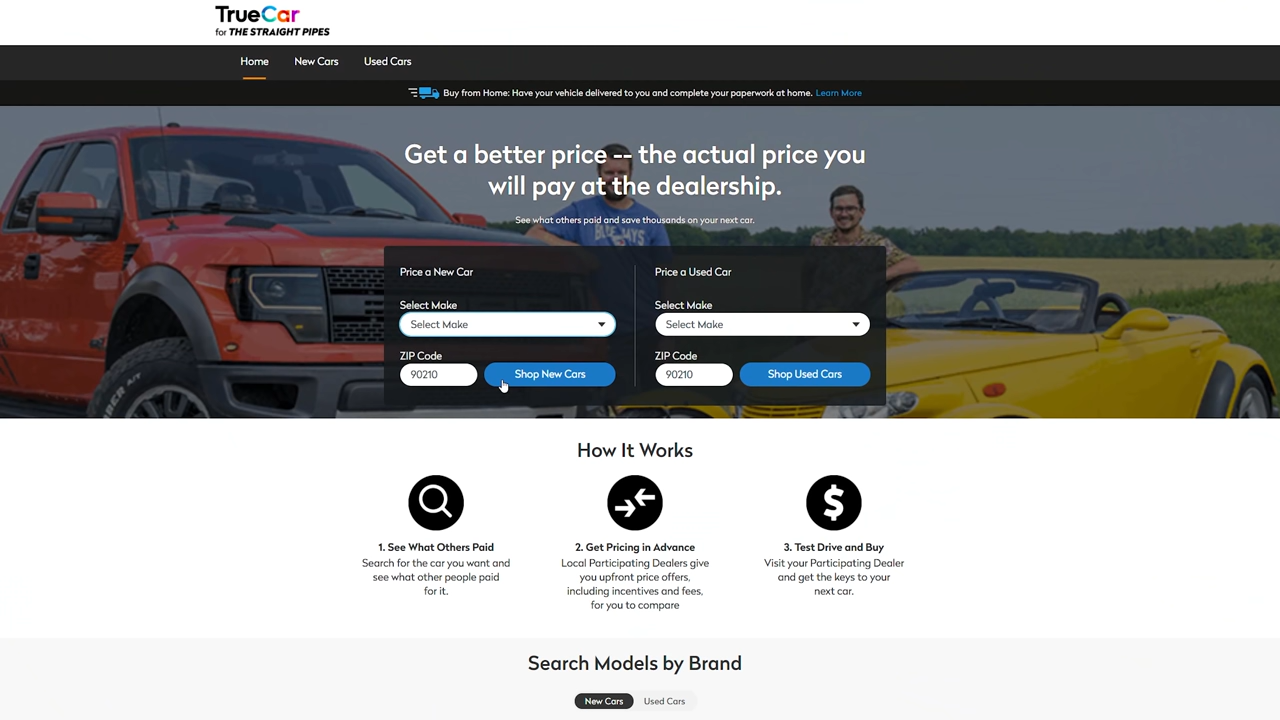 TrueCar
for THE STRAIGHT PIPES
Home New Cars Used Cars
Buy from Home: Have your vehicle delivered to you and complete your paperwork at home. Learn More
Get a better price -- the actual price you
will pay at the dealership.
See what others paid and save thousands on your next car.
BLUE JAYS
Price a New Car
Select Make
Select Make
ZIP Code
90210 Shop New Cars
Price a Used Car
Select Make
Select Make
ZIP Code
90210 Shop Used Cars
BAJA CHAMPION
How It Works
1. See What Others Paid
Search for the car you want and
see what other people paid
for it.
2. Get Pricing in Advance
Local Participating Dealers give
you upfront price offers,
including incentives and fees,
for you to compare
3. Test Drive and Buy
Visit your Participating Dealer
and get the keys to your
next car.
Search Models by Brand
New Cars Used Cars